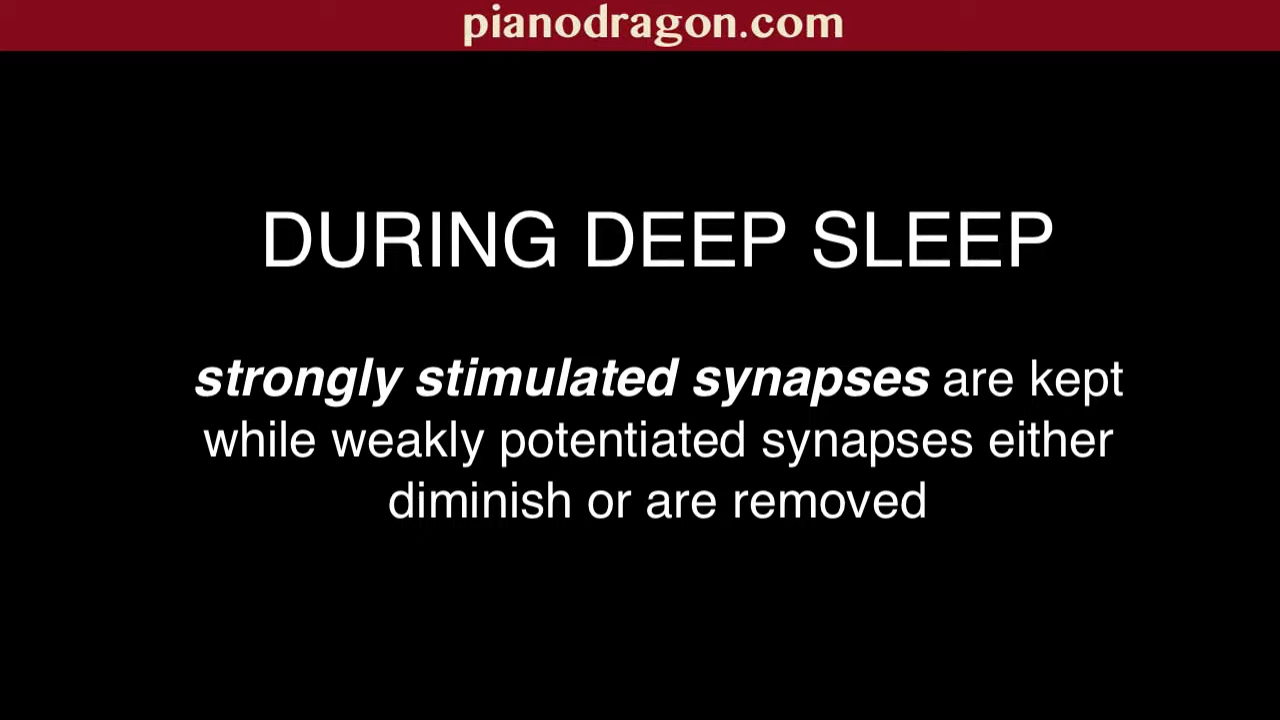 pianodragon.com
DURING DEEP SLEEP
strongly stimulated synapses are kept
while weakly potentiated synapses either
diminish or are removed